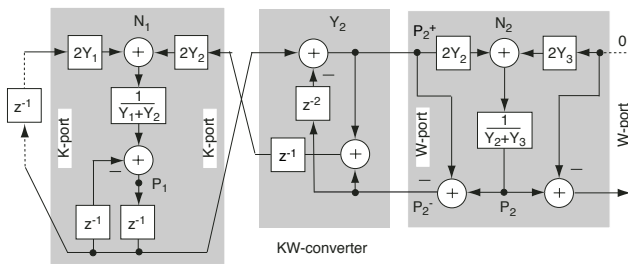 N1
Y2
N2
2Y1
2Y2
P2+
2Y2
2Y3
0
z-1
1
Y1+Y2
z-2
1
Y2+Y3
K-port
K-port
W-port
W-port
z-1
P1
P2-
P2
z-1
z-1
KW-converter